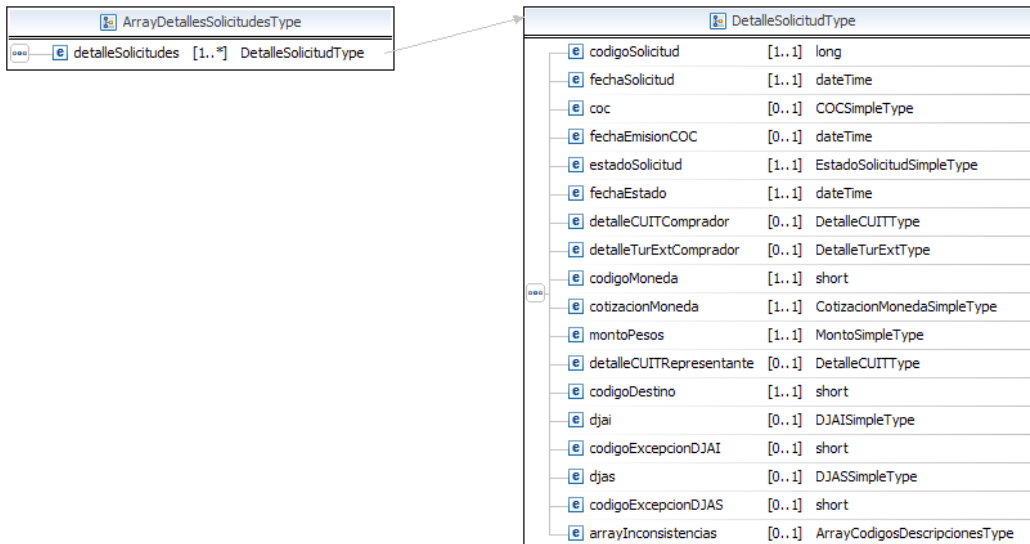 ArrayDetallesSolicitudesType
e detalleSolicitudes [1..*] DetalleSolicitudType
DetalleSolicitudType
e codigoSolicitud [1..1] long
e fechaSolicitud [1..1] dateTime
e coc [0..1] COCSimpleType
e fechaEmisionCOC [0..1] dateTime
e estadoSolicitud [1..1] EstadoSolicitudSimpleType
e fechaEstado [1..1] dateTime
e detalleCUITComprador [0..1] DetalleCUITType
e detalleTurExtComprador [0..1] DetalleTurExtType
e codigoMoneda [1..1] short
e cotizacionMoneda [1..1] CotizacionMonedaSimpleType
e montoPesos [1..1] MontoSimpleType
e detalleCUITRepresentante [0..1] DetalleCUITType
e codigoDestino [1..1] short
e djai [0..1] DJAISimpleType
e codigoExcepcionDJAI [0..1] short
e djas [0..1] DJASSimpleType
e codigoExcepcionDJAS [0..1] short
e arrayInconsistencias [0..1] ArrayCodigosDescripcionesType